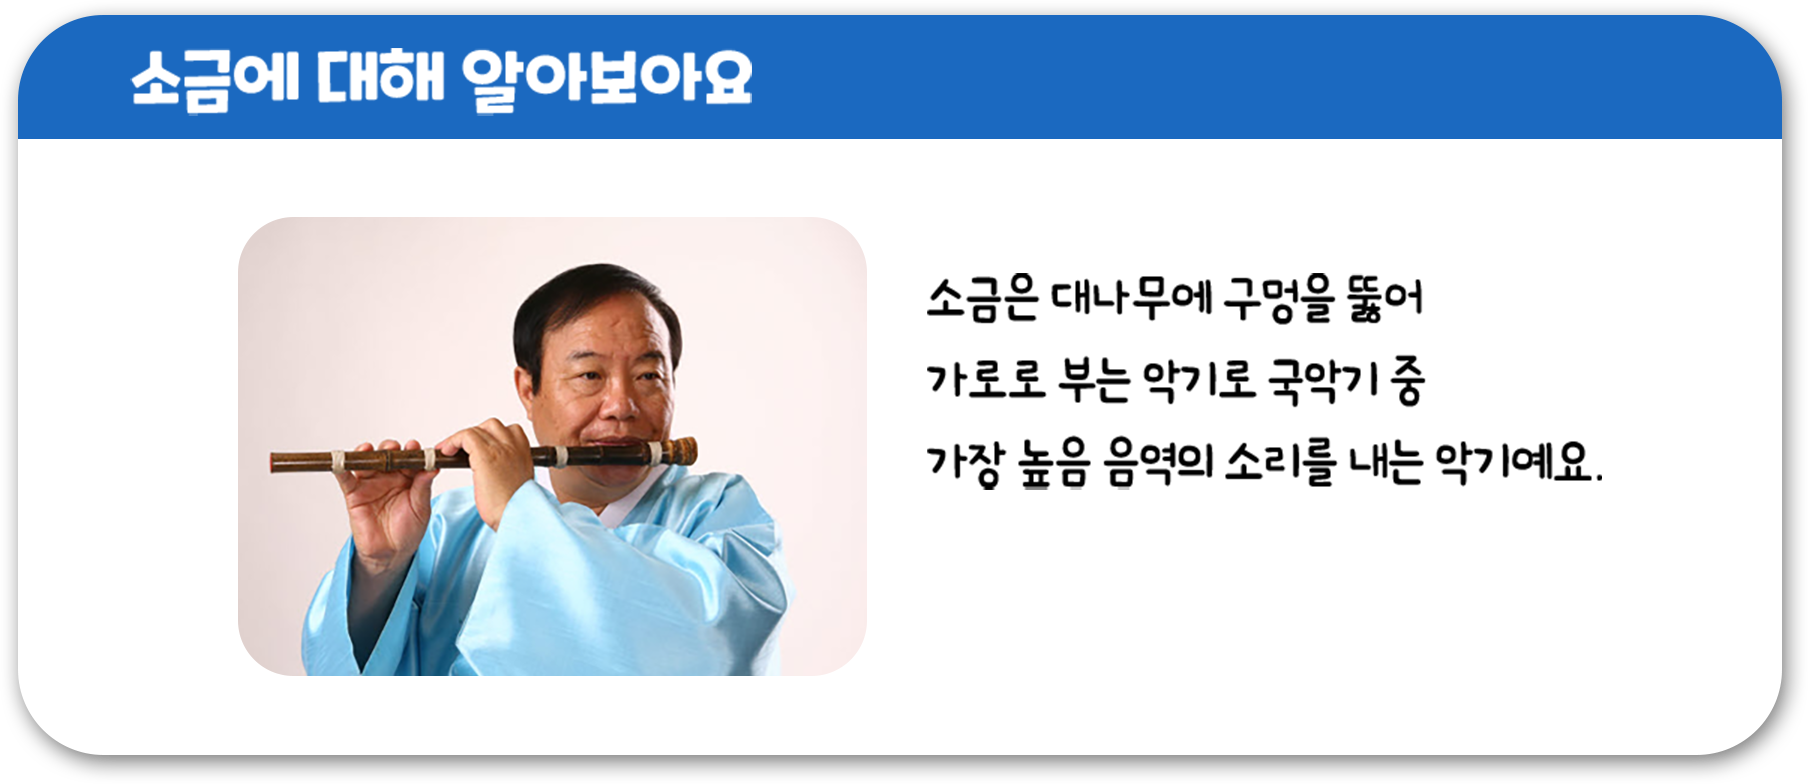 소금에 대해 알아보아요
소금은 대나무에 구멍을 뚫어
가로로 부는 악기로 국악기 중
가장 높음 음역의 소리를 내는 악기예요.